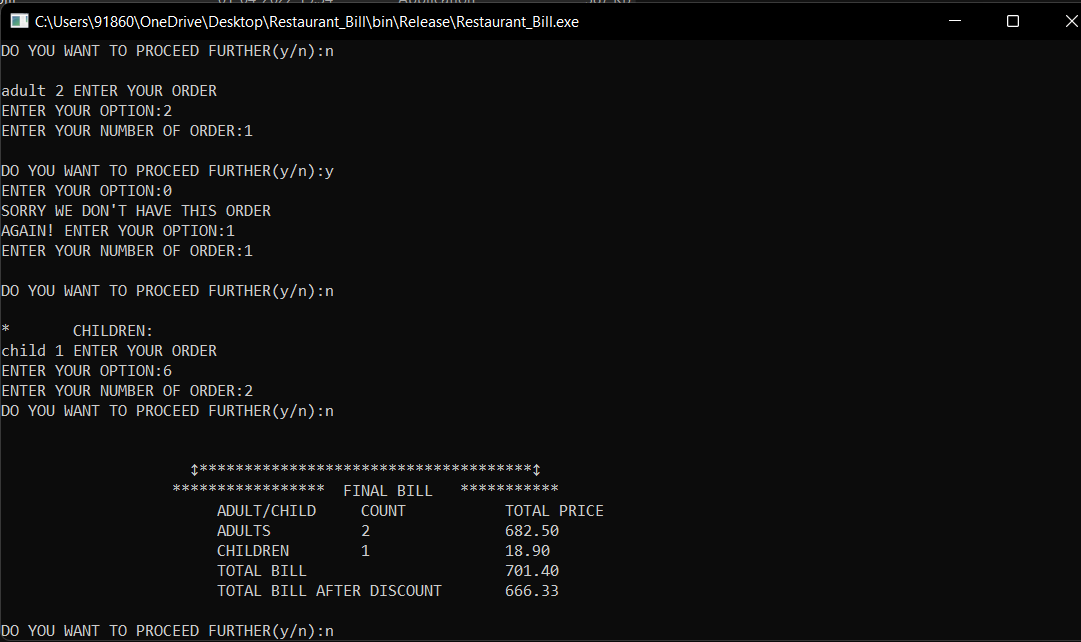 C:\Users\91860\OneDrive\Desktop\Restaurant_Bill\bin\Release\Restaurant_Bill.exe
DO YOU WANT TO PROCEED FURTHER(y/n):n
adult 2 ENTER YOUR ORDER
ENTER YOUR OPTION:2
ENTER YOUR NUMBER OF ORDER:1
DO YOU WANT TO PROCEED FURTHER(y/n):y
ENTER YOUR OPTION:0
SORRY WE DON'T HAVE THIS ORDER
AGAIN! ENTER YOUR OPTION:1
ENTER YOUR NUMBER OF ORDER:1
DO YOU WANT TO PROCEED FURTHER(y/n):n
* CHILDREN:
child 1 ENTER YOUR ORDER
ENTER YOUR OPTION:6
ENTER YOUR NUMBER OF ORDER:2
DO YOU WANT TO PROCEED FURTHER(y/n):n
↕*************************************↕
***************** FINAL BILL ***********
ADULT/CHILD COUNT TOTAL PRICE
ADULTS 2 682.50
CHILDREN 1 18.90
TOTAL BILL 701.40
TOTAL BILL AFTER DISCOUNT 666.33
DO YOU WANT TO PROCEED FURTHER(y/n):n